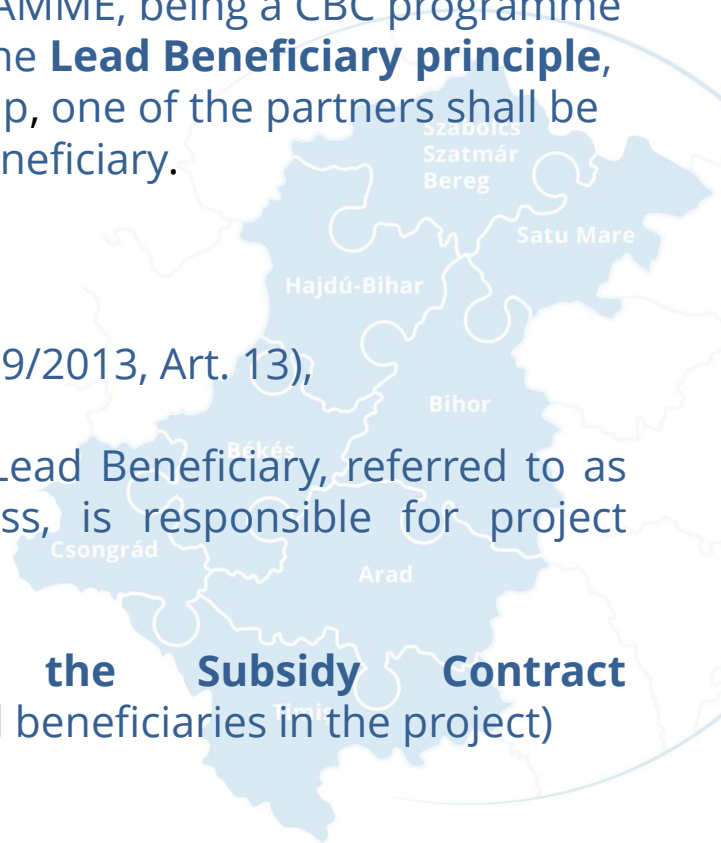 AMME, being a CBC programme
ne Lead Beneficiary principle,
p, one of the partners shall be
neficiary.
Szabolcs
Szatmár
Bereg
Satu Mare
Hajdú-Bihar
9/2013, Art. 13),
Bihor
Békés
Lead Beneficiary, referred to as
ss, is responsible for project
Csongrád
Arad
the Subsidy Contract
beneficiaries in the project)
Timiș